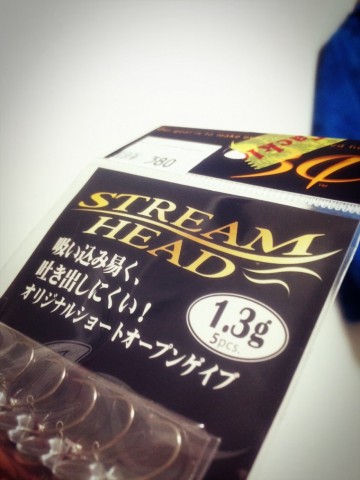 380
STREAM
HEAD
吸い込み易く、
吐き出しにくい！
オリジナルショートオープンゲイプ
1.3g
5pcs.